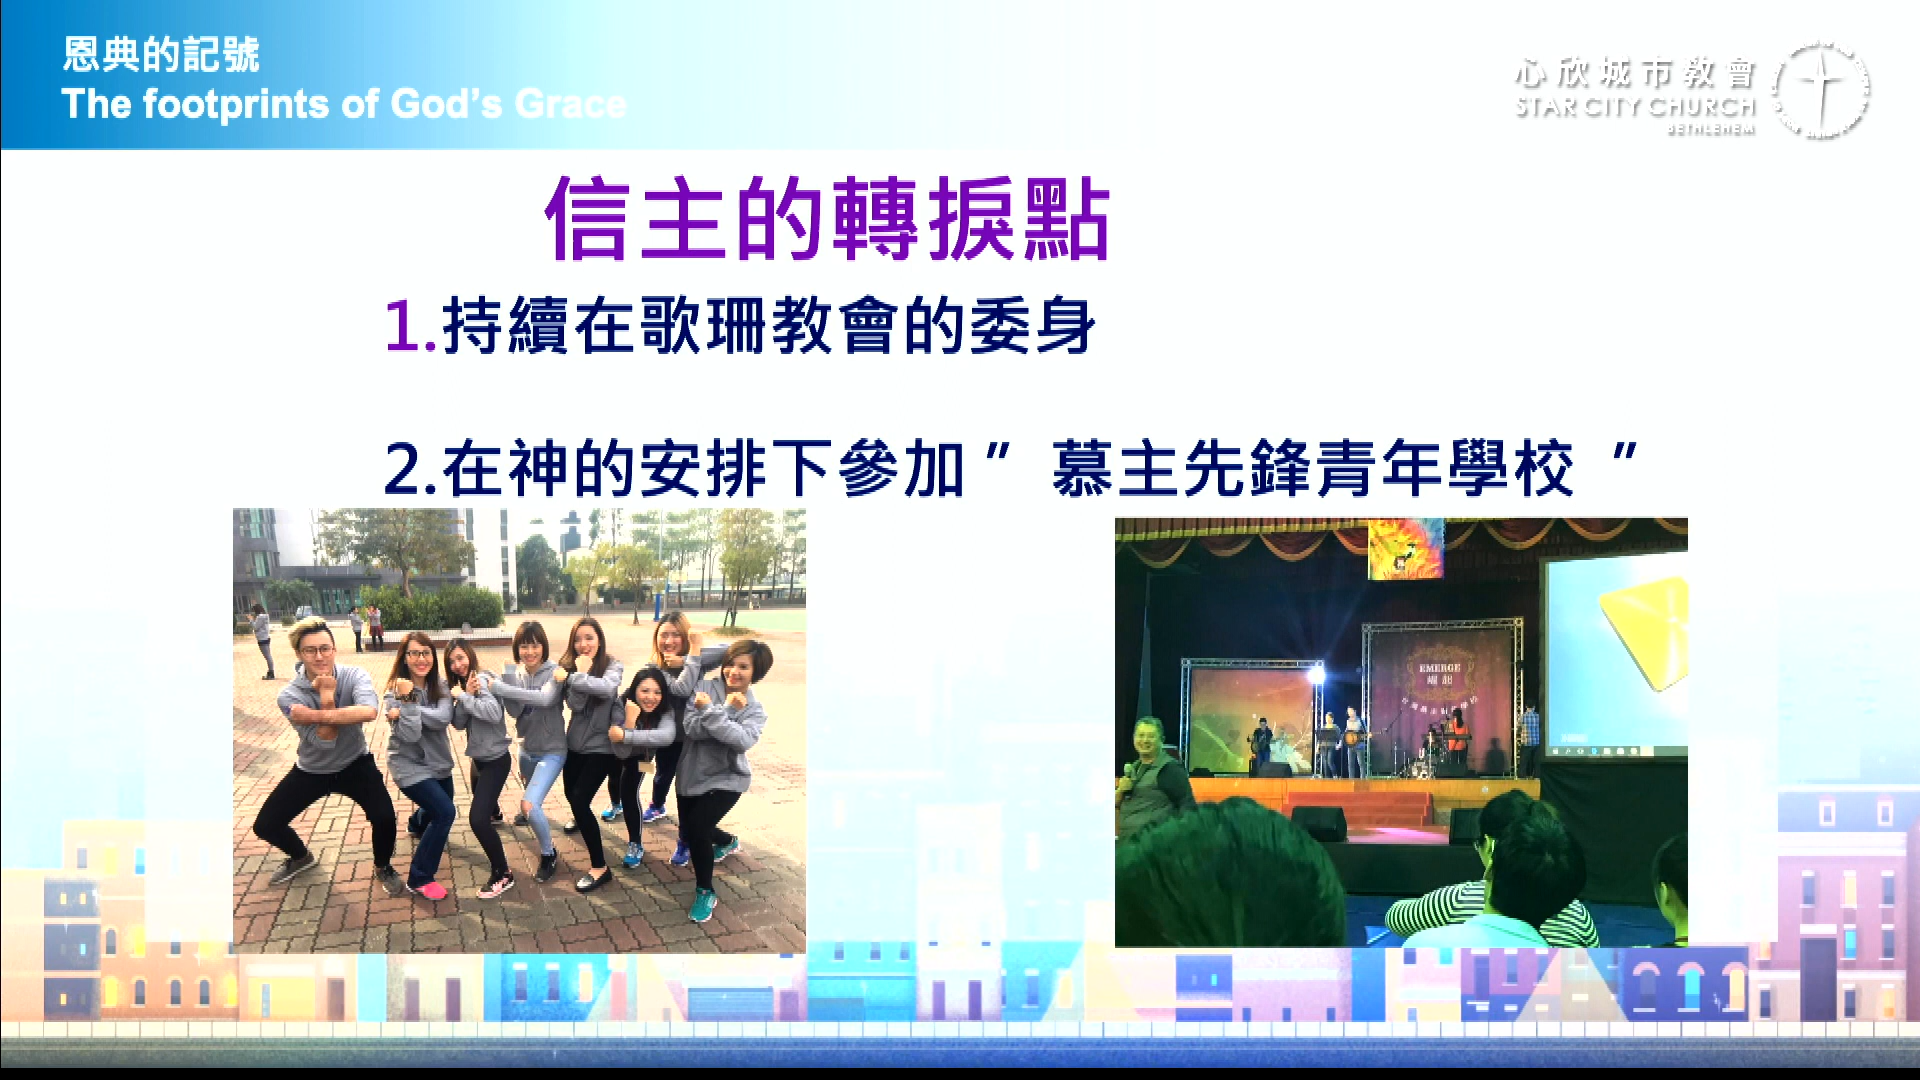 恩典的記號
The footprints of God's Grace
心欣城市教會
STAR CITY CHURCH
BETHLEHEM
信主的轉捩點
1.持續在歌珊教會的委身
2.在神的安排下參加 ” 慕主先鋒青年學校 ”
EMERGE